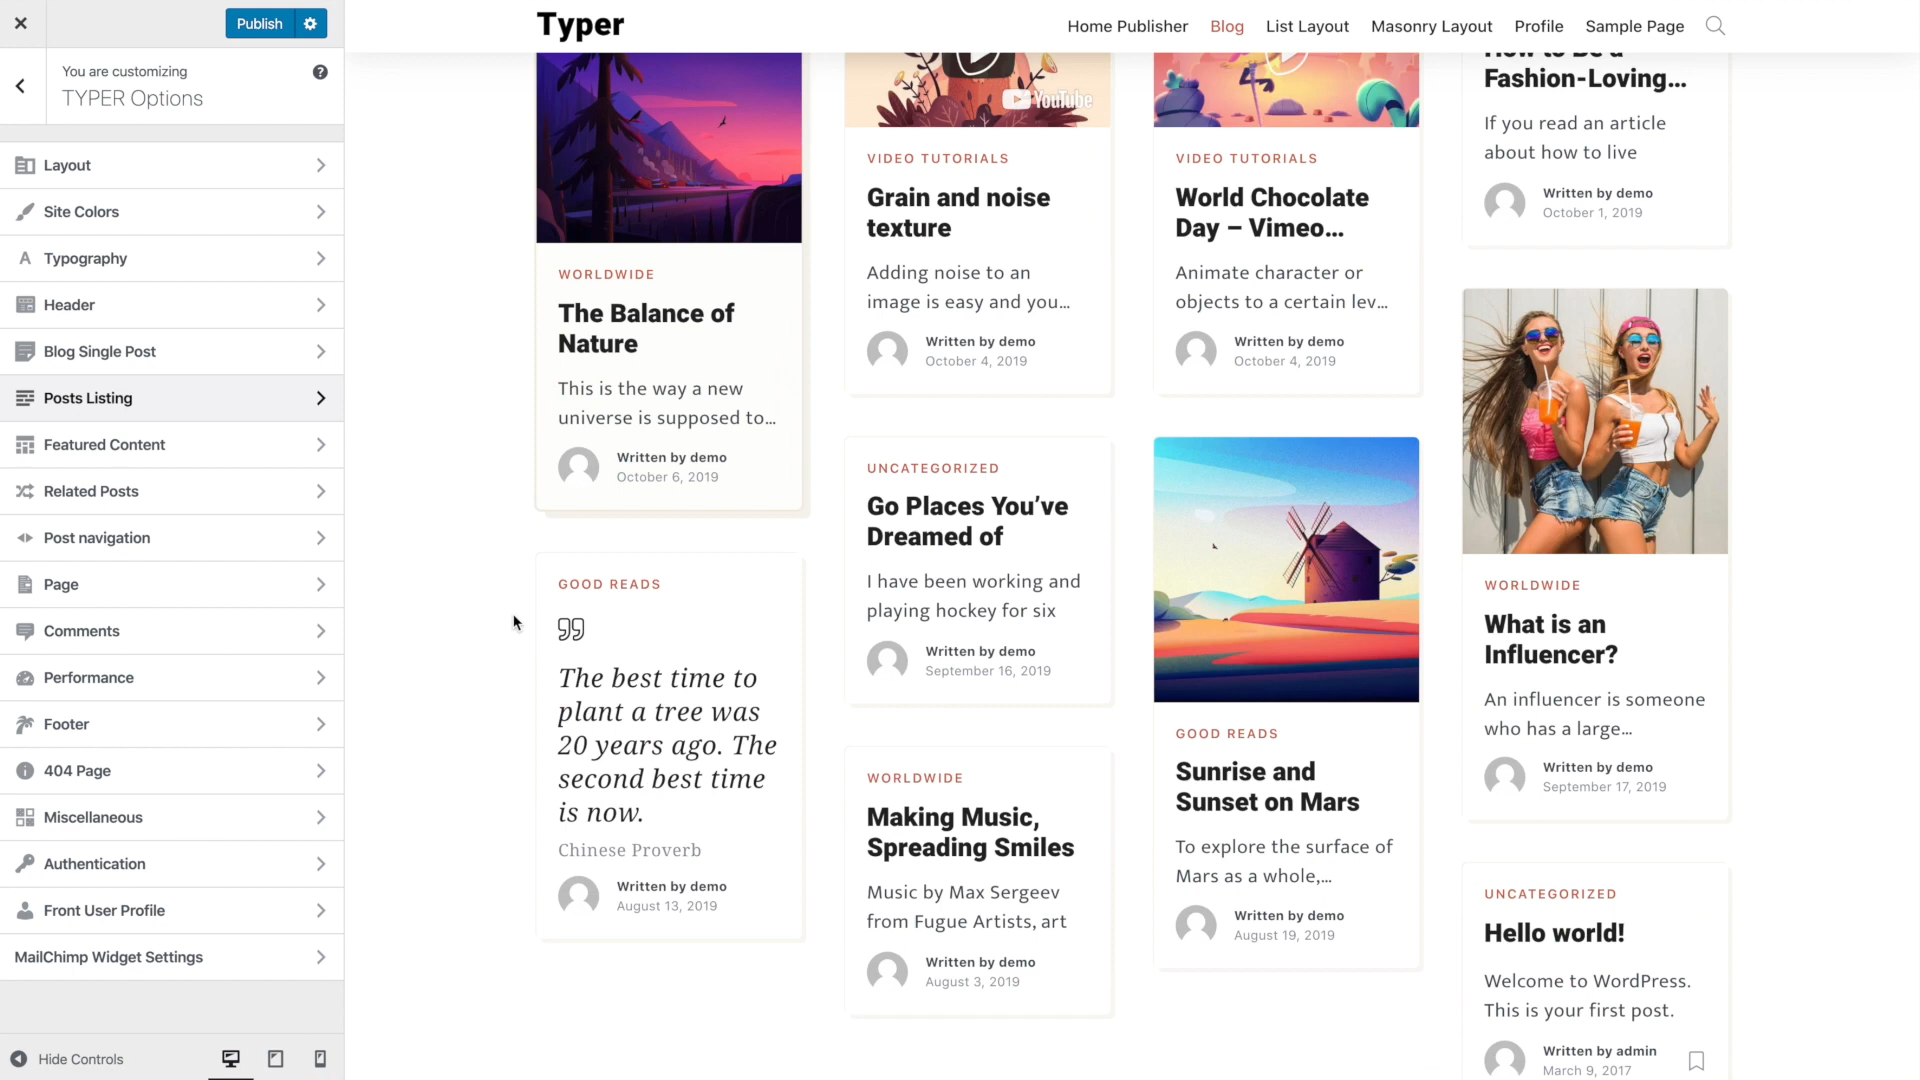 Publish
You are customizing
TYPER Options
Layout
Site Colors
Typography
Header
Blog Single Post
Posts Listing
Featured Content
Related Posts
Post navigation
Page
Comments
Performance
Footer
404 Page
Miscellaneous
Authentication
Front User Profile
MailChimp Widget Settings
Hide Controls
Typer
Home Publisher
Blog
List Layout
Masonry Layout
Profile
Sample Page
WORLDWIDE
The Balance of
Nature
This is the way a new
universe is supposed to...
Written by demo
October 6, 2019
GOOD READS
The best time to
plant a tree was
20 years ago. The
second best time
is now.
Chinese Proverb
Written by demo
August 13, 2019
YouTube
VIDEO TUTORIALS
Grain and noise
texture
Adding noise to an
image is easy and you...
Written by demo
October 4, 2019
UNCATEGORIZED
Go Places You’ve
Dreamed of
I have been working and
playing hockey for six
Written by demo
September 16, 2019
WORLDWIDE
Making Music,
Spreading Smiles
Music by Max Sergeev
from Fugue Artists, art
Written by demo
August 3, 2019
VIDEO TUTORIALS
World Chocolate
Day – Vimeo...
Animate character or
objects to a certain lev...
Written by demo
October 4, 2019
GOOD READS
Sunrise and
Sunset on Mars
To explore the surface of
Mars as a whole,...
Written by demo
August 19, 2019
How to Be a
Fashion-Loving...
If you read an article
about how to live
Written by demo
October 1, 2019
WORLDWIDE
What is an
Influencer?
An influencer is someone
who has a large...
Written by demo
September 17, 2019
UNCATEGORIZED
Hello world!
Welcome to WordPress.
This is your first post.
Written by admin
March 9, 2017